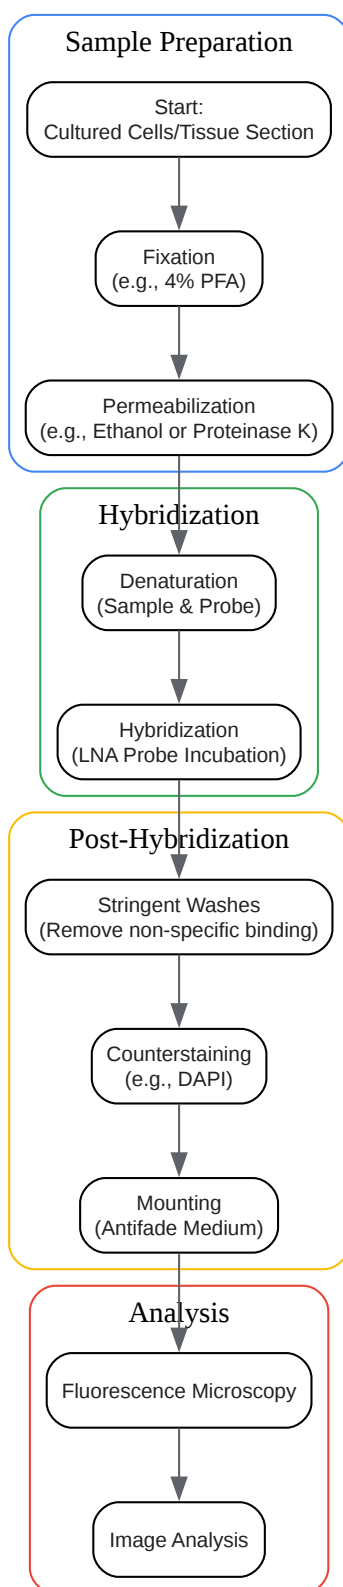 Sample Preparation
Start:
Cultured Cells/Tissue Section
Fixation
(e.g., 4% PFA)
Permeabilization
(e.g., Ethanol or Proteinase K)
Hybridization
Denaturation
(Sample & Probe)
Hybridization
(LNA Probe Incubation)
Post-Hybridization
Stringent Washes
(Remove non-specific binding)
Counterstaining
(e.g., DAPI)
Mounting
(Antifade Medium)
Analysis
Fluorescence Microscopy
Image Analysis